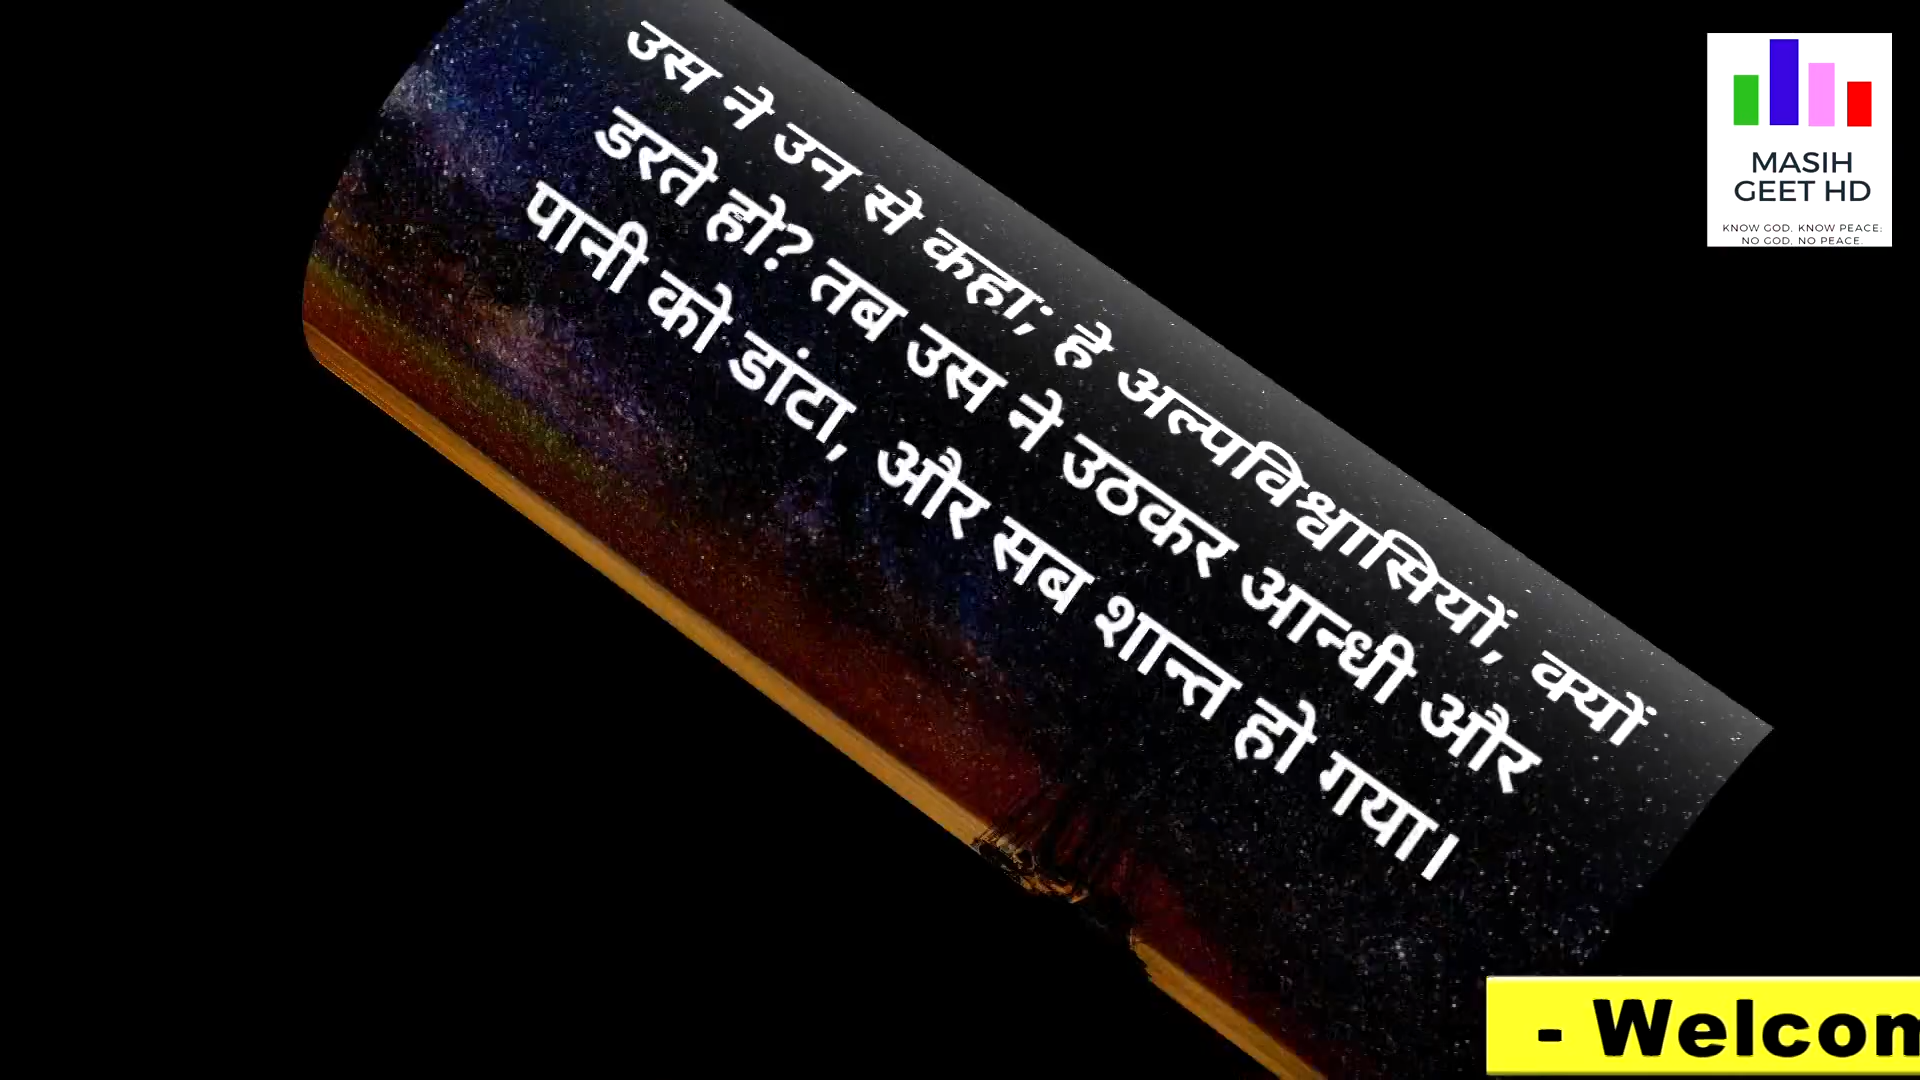 उस ने उन से कहा; हे अल्पविश्वासियों, क्यों
डरते हो? तब उस ने उठकर आन्धी और
पानी को डांटा, और सब शान्त हो गया।
MASIH
GEET HD
KNOW GOD, KNOW PEACE;
NO GOD, NO PEACE.
- Welcom